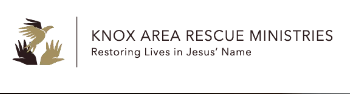 KNOX AREA RESCUE MINISTRIES
Restoring Lives in Jesus' Name